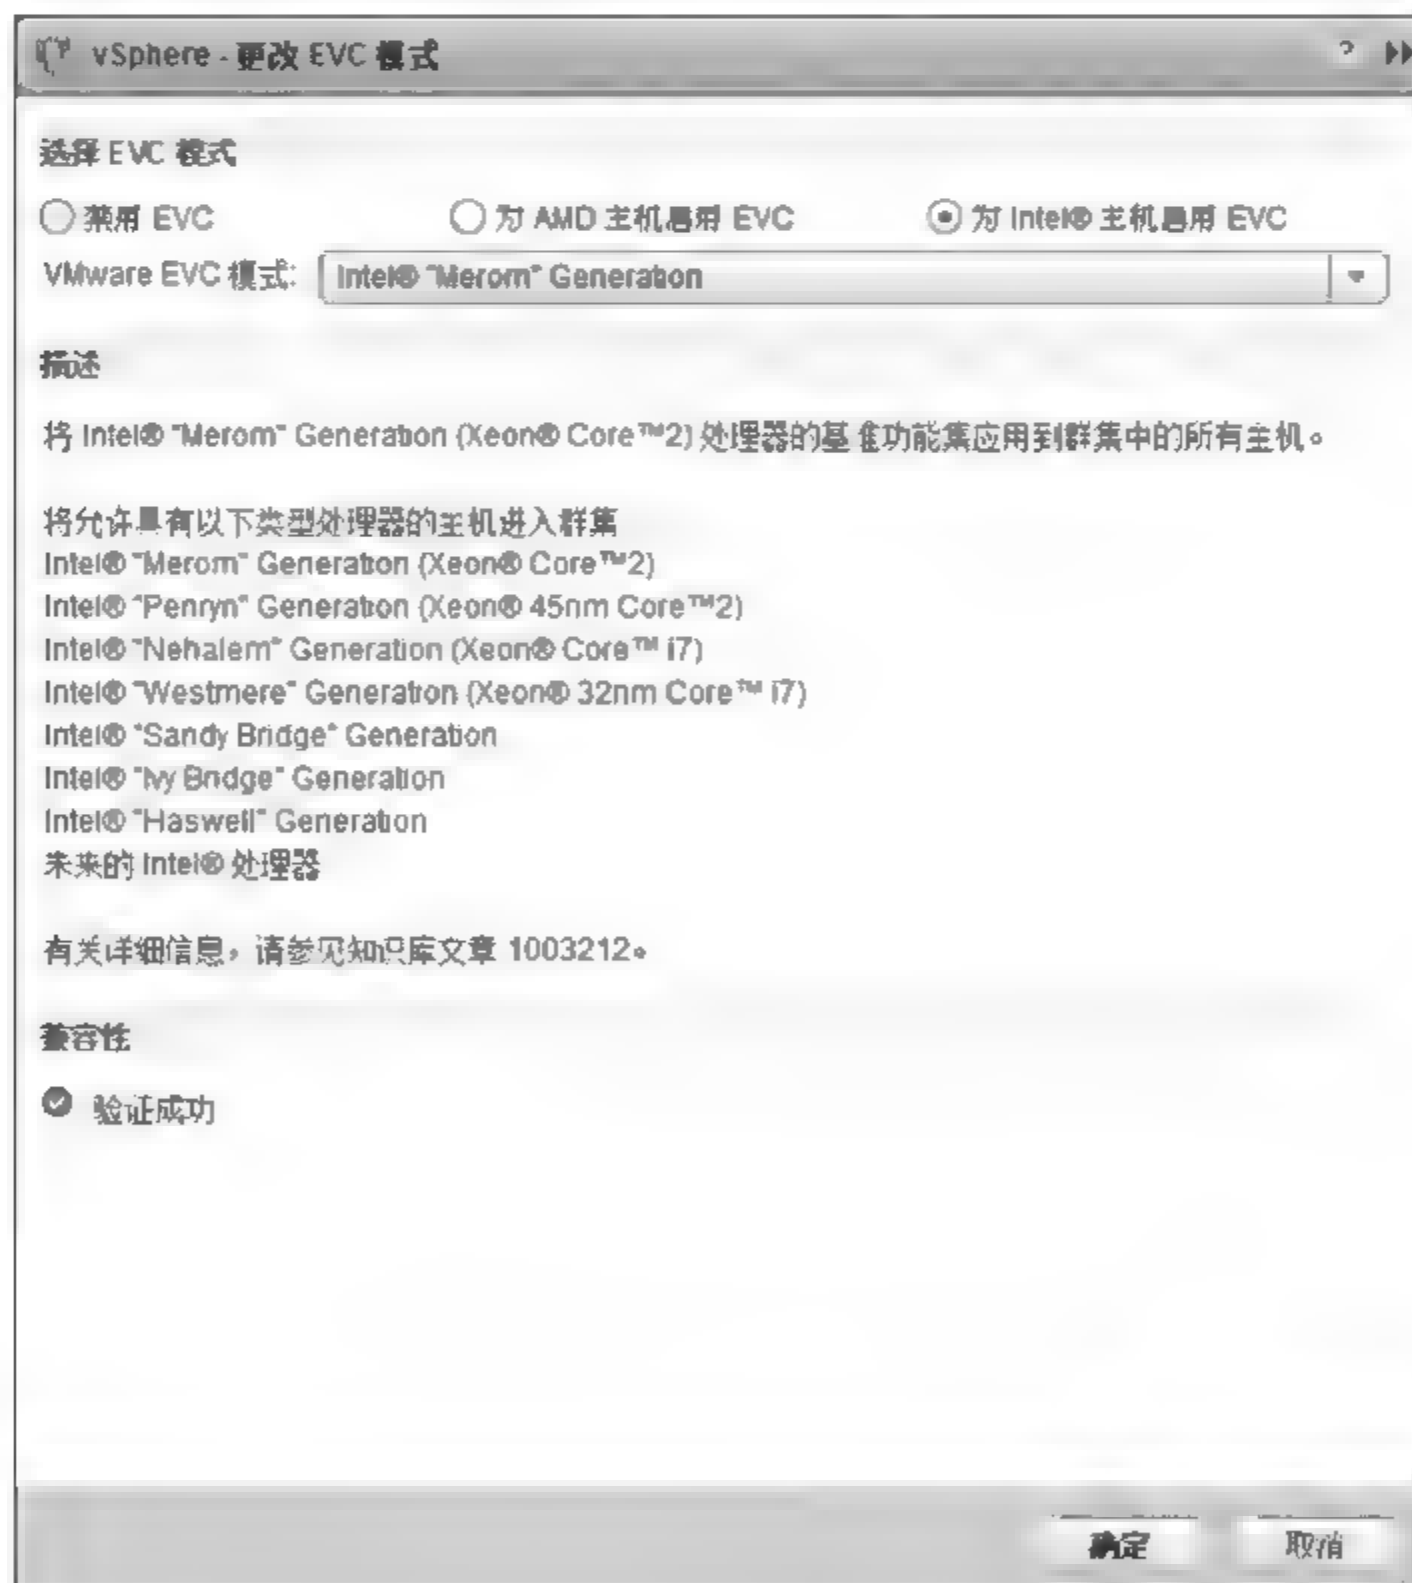 vSphere - 更改 EVC 模式 ?
选择 EVC 模式
禁用 EVC 为 AMD 主机启用 EVC 为 Intel® 主机启用 EVC
VMware EVC 模式: Intel® "Merom" Generation
描述
将 Intel® "Merom" Generation (Xeon® Core™2) 处理器的基准功能集应用到群集中的所有主机。
将允许具有以下类型处理器的主机进入群集
Intel® "Merom" Generation (Xeon® Core™2)
Intel® "Penryn" Generation (Xeon® 45nm Core™2)
Intel® "Nehalem" Generation (Xeon® Core™ i7)
Intel® "Westmere" Generation (Xeon® 32nm Core™ i7)
Intel® "Sandy Bridge" Generation
Intel® "Ivy Bridge" Generation
Intel® "Haswell" Generation
未来的 Intel® 处理器
有关详细信息，请参见知识库文章 1003212。
兼容性
验证成功
确定 取消